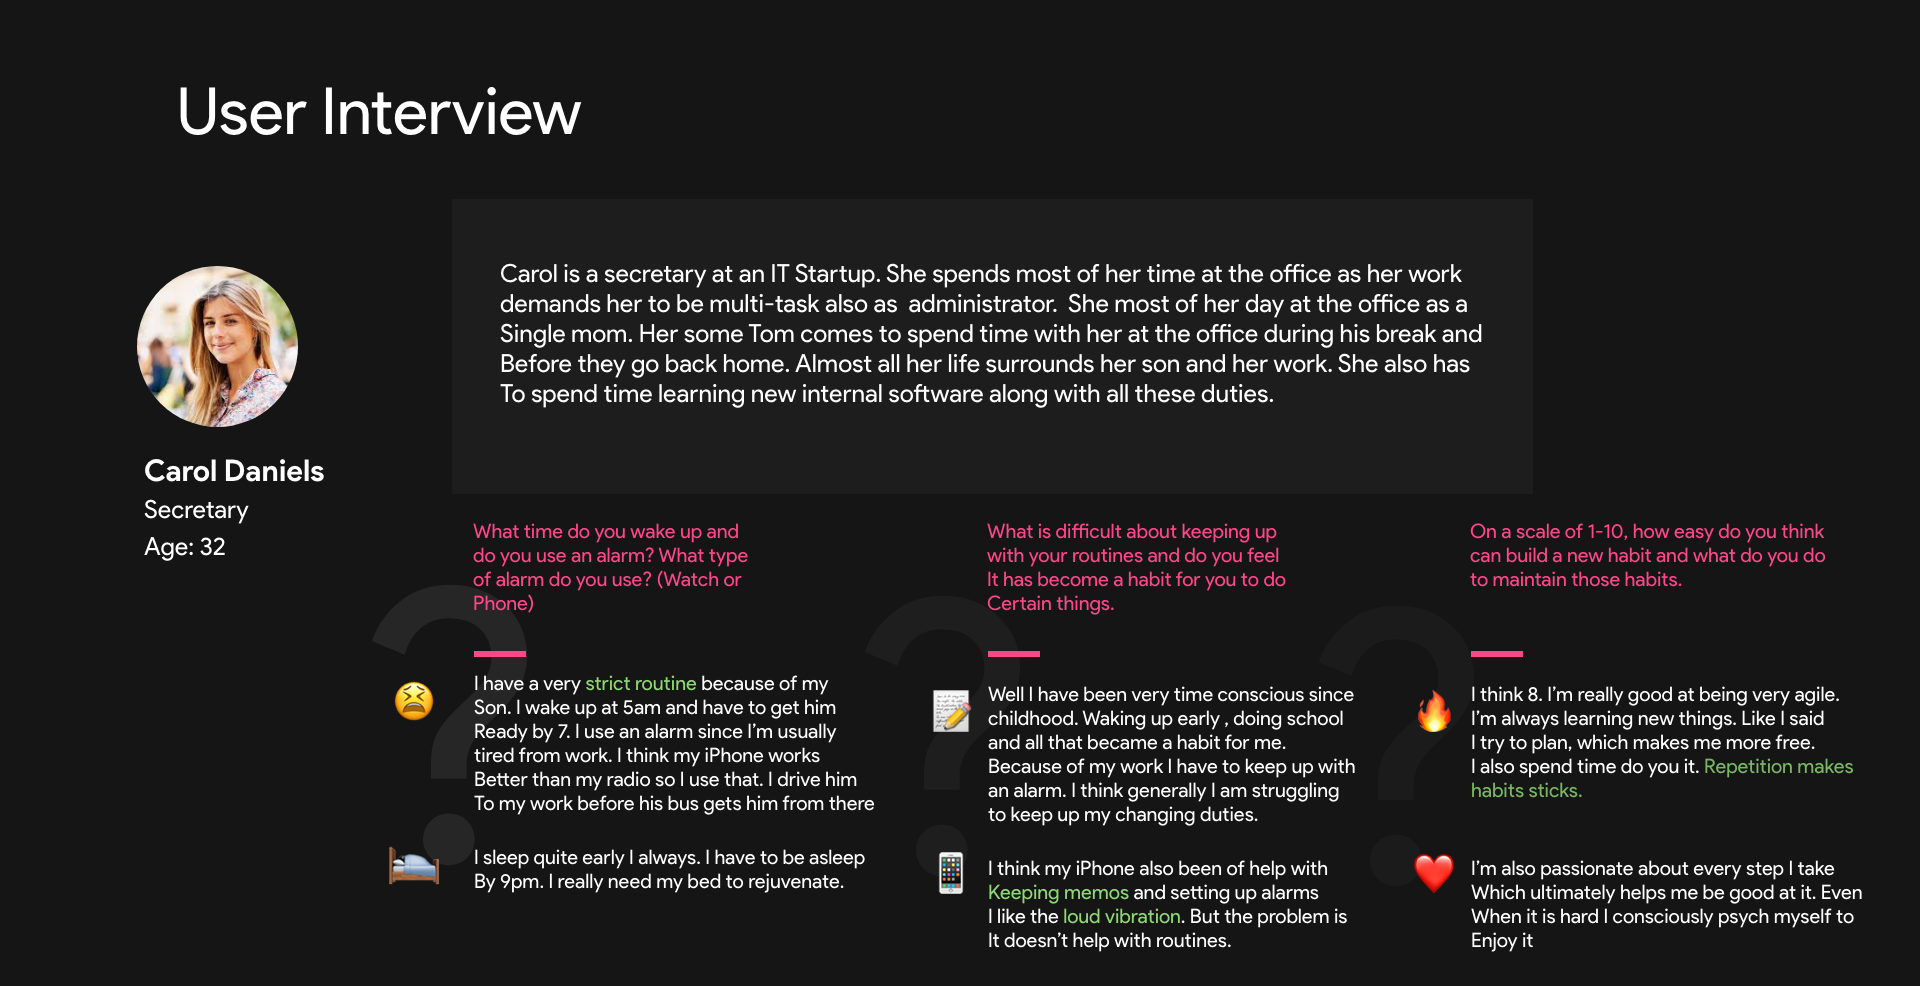 User Interview
Carol Daniels
Secretary
Age: 32
Carol is a secretary at an IT Startup. She spends most of her time at the office as her work
demands her to be multi-task also as  administrator.  She most of her day at the office as a
Single mom. Her some Tom comes to spend time with her at the office during his break and
Before they go back home. Almost all her life surrounds her son and her work. She also has
To spend time learning new internal software along with all these duties.
What time do you wake up and
do you use an alarm? What type
of alarm do you use? (Watch or
Phone)
I have a very strict routine because of my
Son. I wake up at 5am and have to get him
Ready by 7. I use an alarm since I’m usually
tired from work. I think my iPhone works
Better than my radio so I use that. I drive him
To my work before his bus gets him from there
I sleep quite early I always. I have to be asleep
By 9pm. I really need my bed to rejuvenate.
What is difficult about keeping up
with your routines and do you feel
It has become a habit for you to do
Certain things.
Well I have been very time conscious since
childhood. Waking up early , doing school
and all that became a habit for me.
Because of my work I have to keep up with
an alarm. I think generally I am struggling
to keep up my changing duties.
I think my iPhone also been of help with
Keeping memos and setting up alarms
I like the loud vibration. But the problem is
It doesn’t help with routines.
On a scale of 1-10, how easy do you think
can build a new habit and what do you do
to maintain those habits.
I think 8. I’m really good at being very agile.
I’m always learning new things. Like I said
I try to plan, which makes me more free.
I also spend time do you it. Repetition makes
habits sticks.
I’m also passionate about every step I take
Which ultimately helps me be good at it. Even
When it is hard I consciously psych myself to
Enjoy it